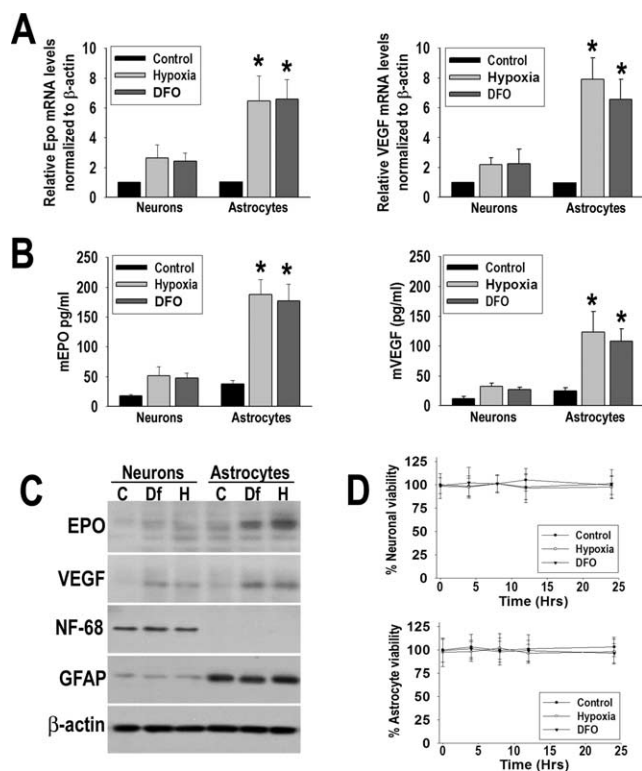 A
Relative Epo mRNA levels
normalized to β-actin
10
8
6
4
2
0
Control
Hypoxia
DFO
*
*
Neurons
Astrocytes
Relative VEGF mRNA levels
normalized to β-actin
10
8
6
4
2
0
Control
Hypoxia
DFO
*
*
Neurons
Astrocytes
B
mEPO pg/ml
250
200
150
100
50
0
Control
Hypoxia
DFO
*
*
Neurons
Astrocytes
mVEGF (pg/ml)
250
200
150
100
50
0
Control
Hypoxia
DFO
*
*
Neurons
Astrocytes
C
Neurons Astrocytes
C Df H C Df H
EPO
VEGF
NF-68
GFAP
β-actin
D
% Neuronal viability
125
100
75
50
25
0
Control
Hypoxia
DFO
0 5 10 15 20 25
Time (Hrs)
% Astrocyte viability
125
100
75
50
25
0
Control
Hypoxia
DFO
0 5 10 15 20 25
Time (Hrs)